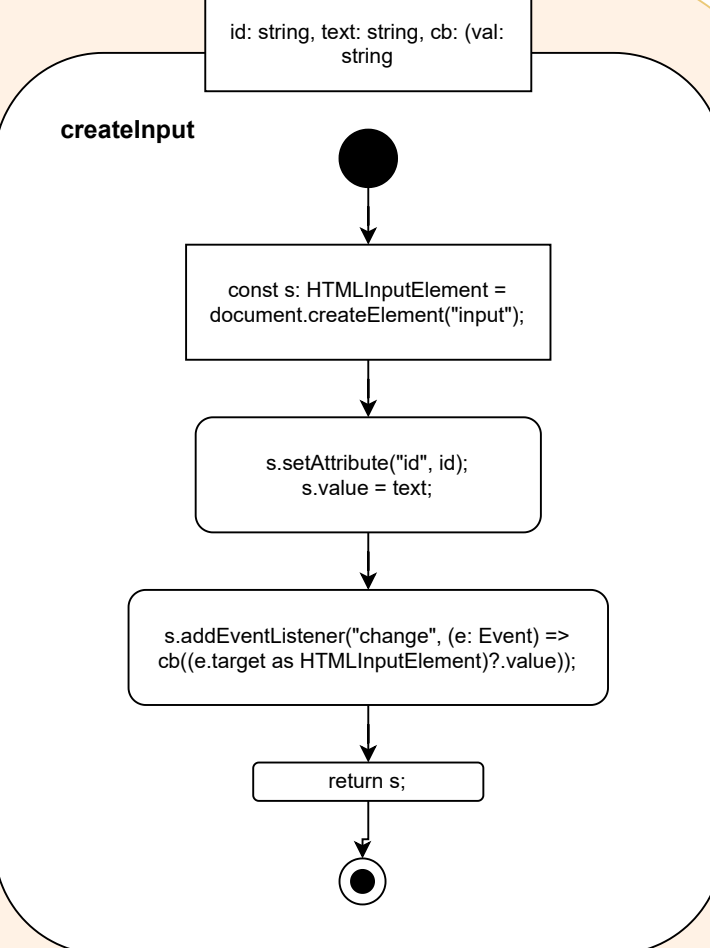 id: string, text: string, cb: (val:
string
createInput
const s: HTMLInputElement =
document.createElement("input");
s.setAttribute("id", id);
s.value = text;
s.addEventListener("change", (e: Event) =>
cb((e.target as HTMLInputElement)?.value));
return s;